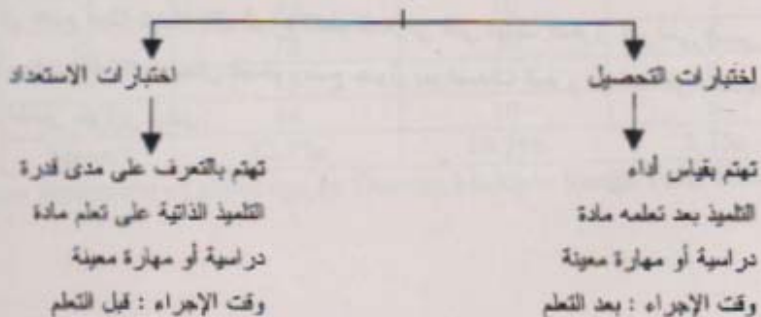 اختبارات التحصيل
تهتم بقياس أداء
التلميذ بعد تعلمه مادة
دراسية أو مهارة معينة
وقت الإجراء : بعد التعلم
اختبارات الاستعداد
تهتم بالتعرف على مدى قدرة
التلميذ الذاتية على تعلم مادة
دراسية أو مهارة معينة
وقت الإجراء : قبل التعلم